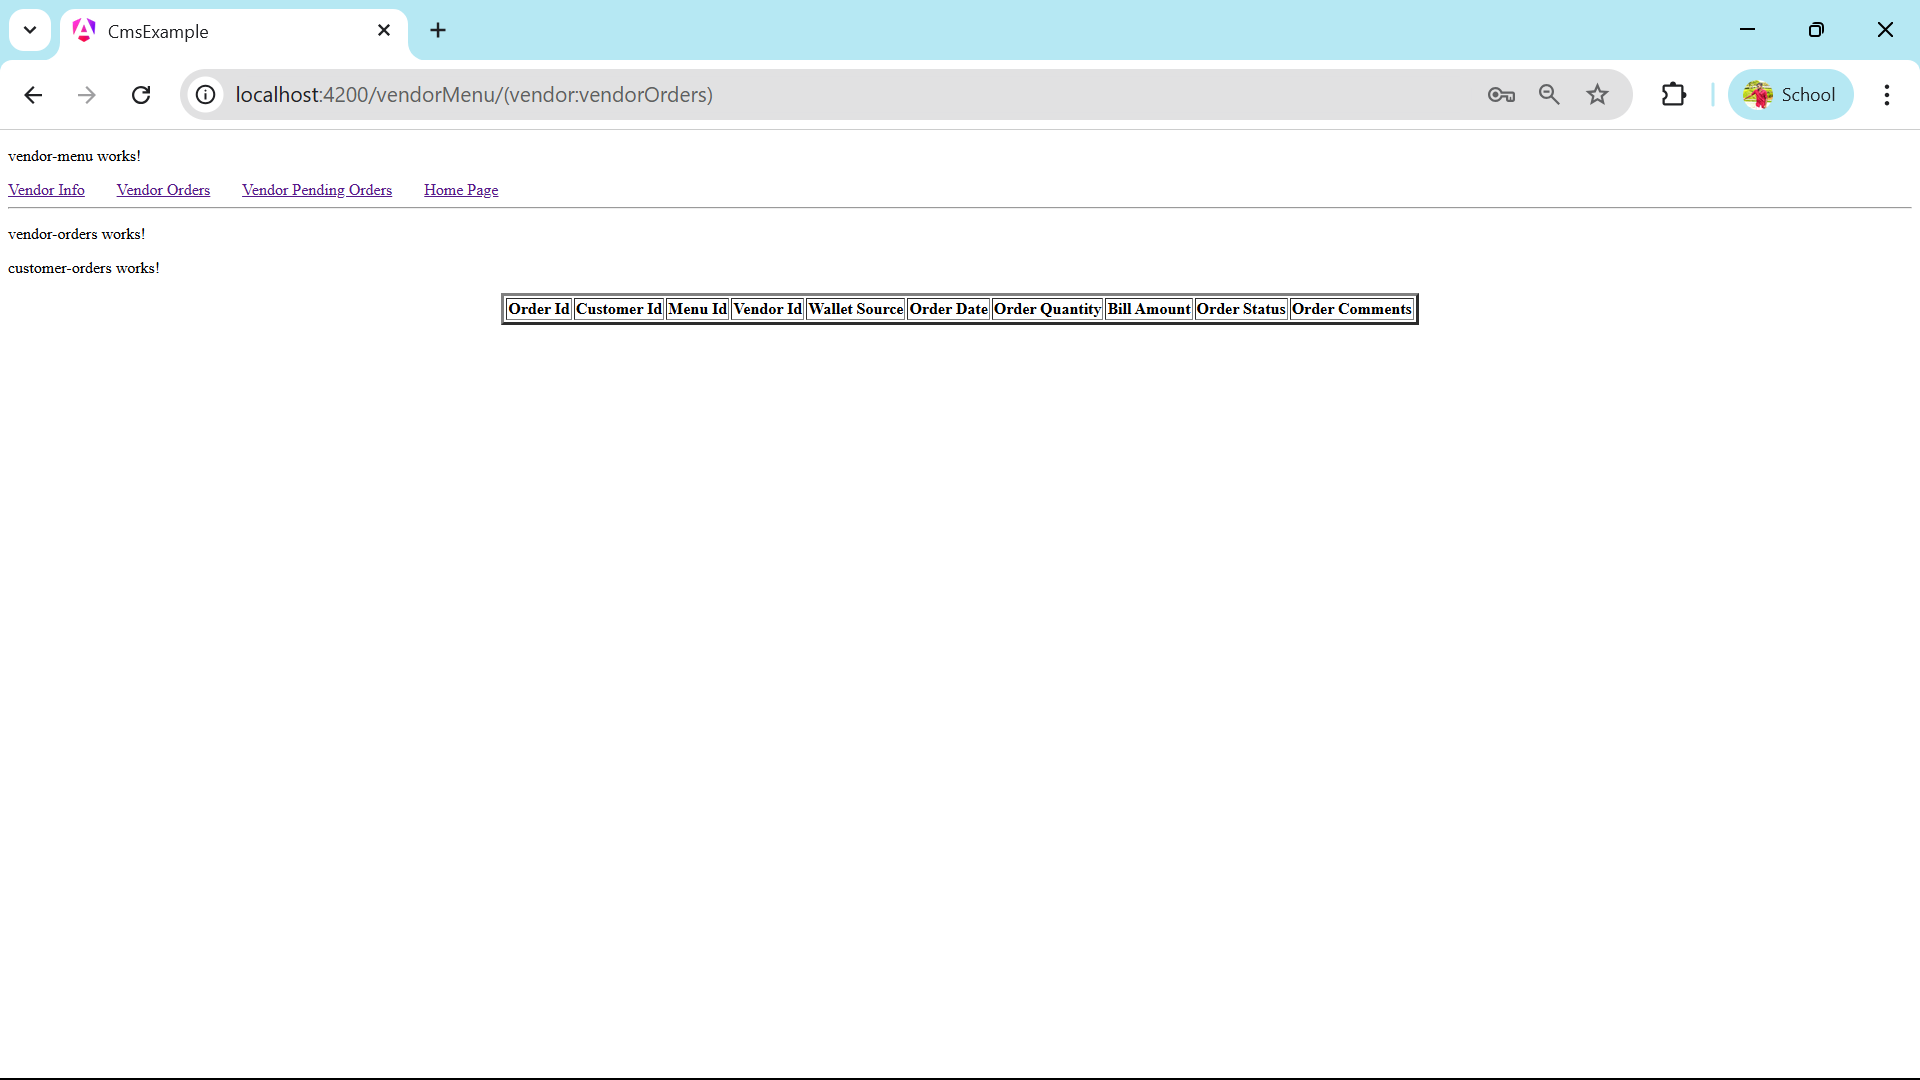 CmsExample
localhost:4200/vendorMenu/(vendor:vendorOrders)
School
vendor-menu works!
Vendor Info Vendor Orders Vendor Pending Orders Home Page
vendor-orders works!
customer-orders works!
Order Id Customer Id Menu Id Vendor Id Wallet Source Order Date Order Quantity Bill Amount Order Status Order Comments